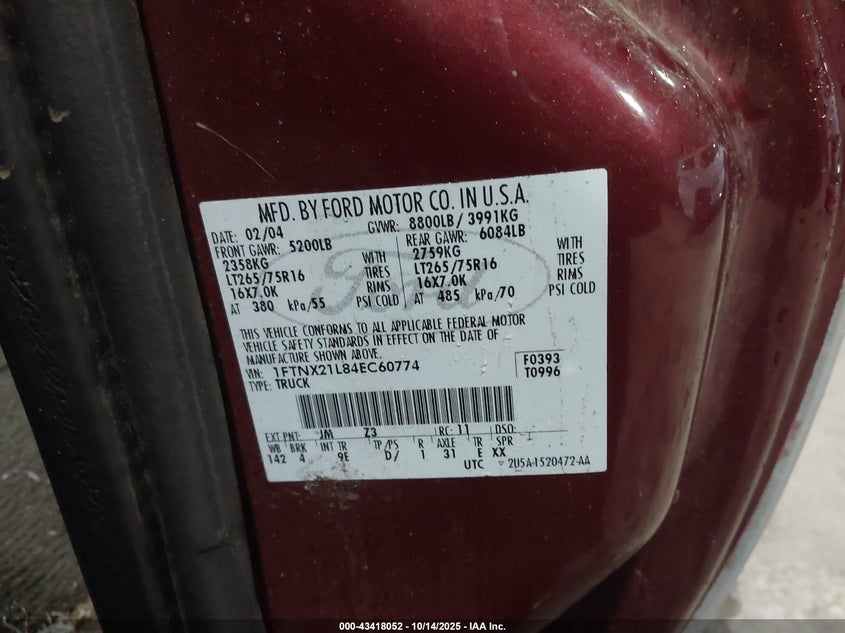 MFD. BY FORD MOTOR CO. IN U.S.A.
DATE: 02/04 GVWR: 8800LB/ 3991KG
FRONT GAWR: 5200LB REAR GAWR: 6084LB
2358KG WITH 2759KG WITH
LT265/75R16 TIRES LT265/75R16 TIRES
16X7.0K RIMS 16X7.0K RIMS
AT 380 kPa/55 PSI COLD AT 485 kPa/70 PSI COLD
Ford
THIS VEHICLE CONFORMS TO ALL APPLICABLE FEDERAL MOTOR
VEHICLE SAFETY STANDARDS IN EFFECT ON THE DATE OF
MANUFACTURE SHOWN ABOVE.
VIN: 1FTNX21L84EC60774 F0393
TYPE: TRUCK T0996
EXT PNT: JM Z3 RC: 11 DSO:
WB BRK INT TR TP/PS R AXLE TR SPR
142 4 9E D/ 1 31 E XX
UTC 2U5A-1520472-AA
000-43418052 - 10/14/2025 - IAA Inc.